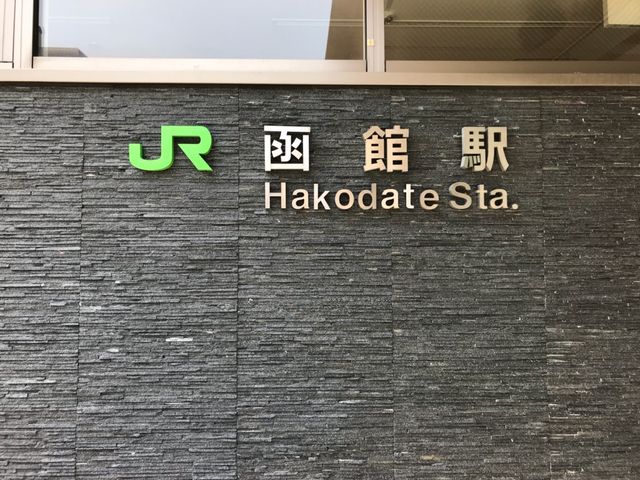 JR 函館駅
Hakodate Sta.